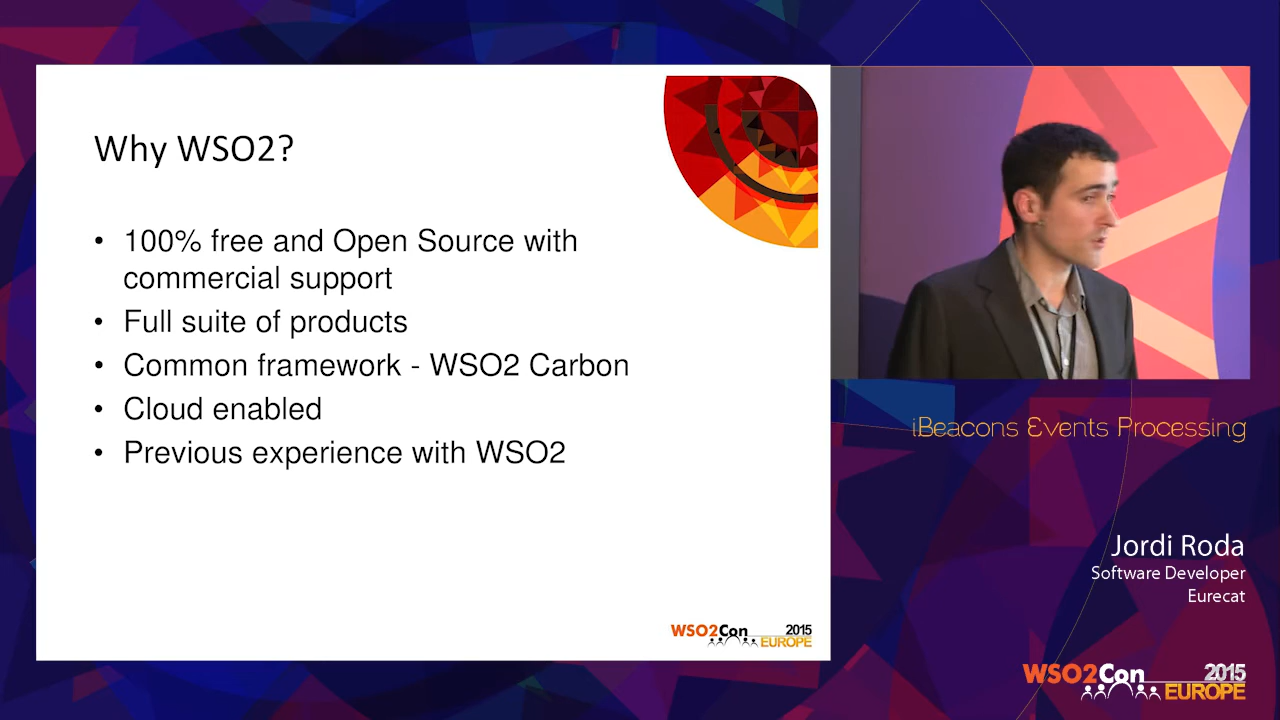 Why WSO2?
• 100% free and Open Source with
commercial support
• Full suite of products
• Common framework - WSO2 Carbon
• Cloud enabled
• Previous experience with WSO2
WSO2Con 2015
EUROPE
iBeacons Events Processing
Jordi Roda
Software Developer
Eurecat
WSO2Con 2015
EUROPE